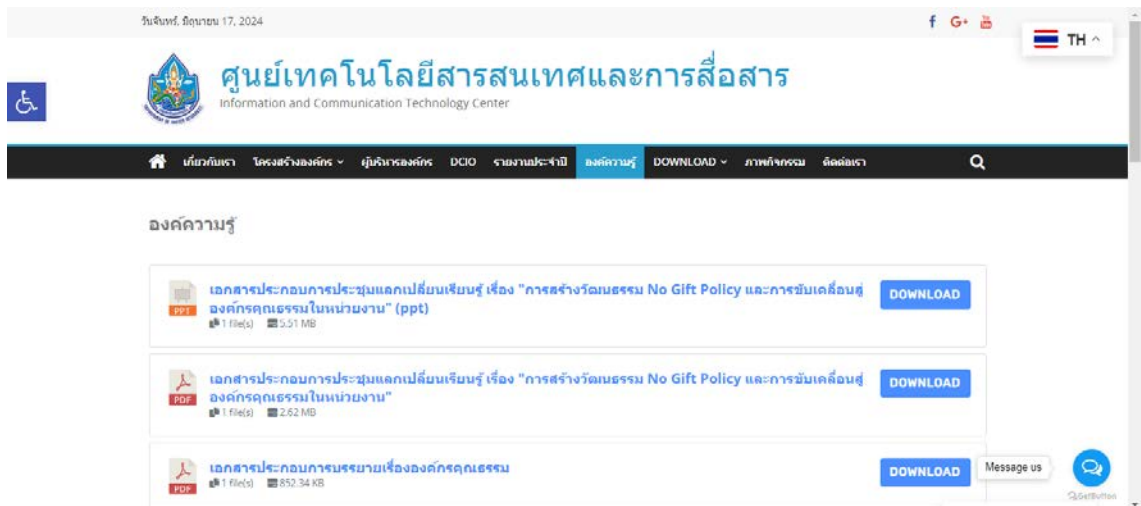 วันจันทร์, มิถุนายน 17, 2024
f G+
TH
ศูนย์เทคโนโลยีสารสนเทศและการสื่อสาร
Information and Communication Technology Center
เกี่ยวกับเรา โครงสร้างองค์กร ผู้บริหารองค์กร DCIO รายงานประจำปี องค์ความรู้ DOWNLOAD ภาพกิจกรรม ติดต่อเรา
องค์ความรู้
เอกสารประกอบการประชุมแลกเปลี่ยนเรียนรู้ เรื่อง "การสร้างวัฒนธรรม No Gift Policy และการขับเคลื่อนสู่
องค์กรคุณธรรมในหน่วยงาน" (ppt)
PPT
1 file(s) 5.51 MB
DOWNLOAD
เอกสารประกอบการประชุมแลกเปลี่ยนเรียนรู้ เรื่อง "การสร้างวัฒนธรรม No Gift Policy และการขับเคลื่อนสู่
องค์กรคุณธรรมในหน่วยงาน"
PDF
1 file(s) 2.62 MB
DOWNLOAD
เอกสารประกอบการบรรยายเรื่ององค์กรคุณธรรม
PDF
1 file(s) 852.34 KB
DOWNLOAD
Message us
GetButton